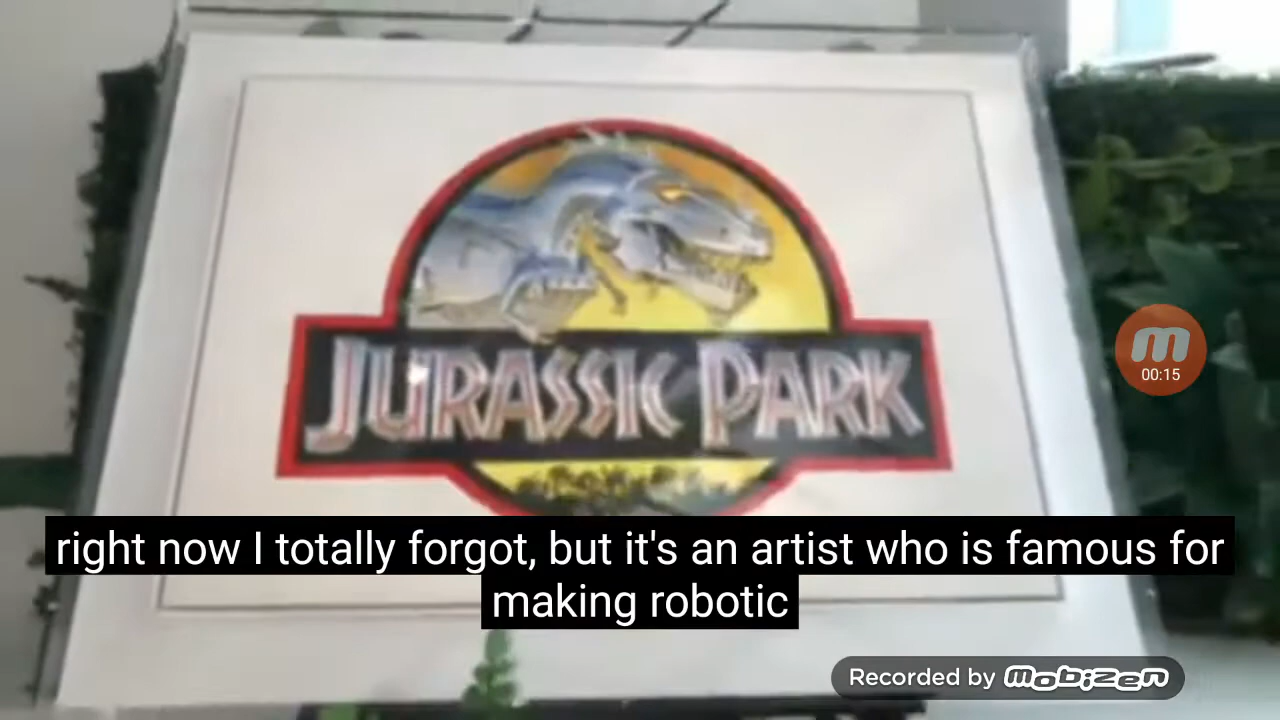 JURASSIC PARK
m
00:15
right now I totally forgot, but it's an artist who is famous for
making robotic
Recorded by mobizen